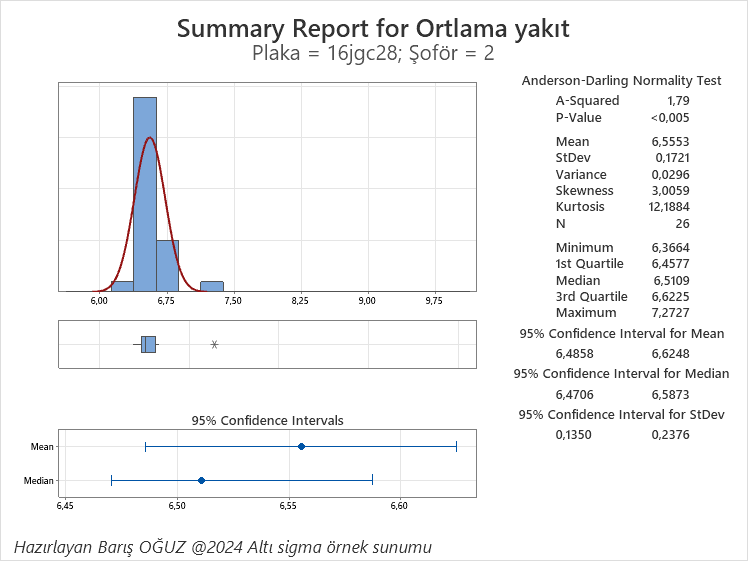 Summary Report for Ortlama yakıt
Plaka = 16jgc28; Şoför = 2
6,00 6,75 7,50 8,25 9,00 9,75
95% Confidence Intervals
Mean
Median
6,45 6,50 6,55 6,60
Anderson-Darling Normality Test
A-Squared 1,79
P-Value <0,005
Mean 6,5553
StDev 0,1721
Variance 0,0296
Skewness 3,0059
Kurtosis 12,1884
N 26
Minimum 6,3664
1st Quartile 6,4577
Median 6,5109
3rd Quartile 6,6225
Maximum 7,2727
95% Confidence Interval for Mean
6,4858 6,6248
95% Confidence Interval for Median
6,4706 6,5873
95% Confidence Interval for StDev
0,1350 0,2376
Hazırlayan Barış OĞUZ @2024 Altı sigma örnek sunumu